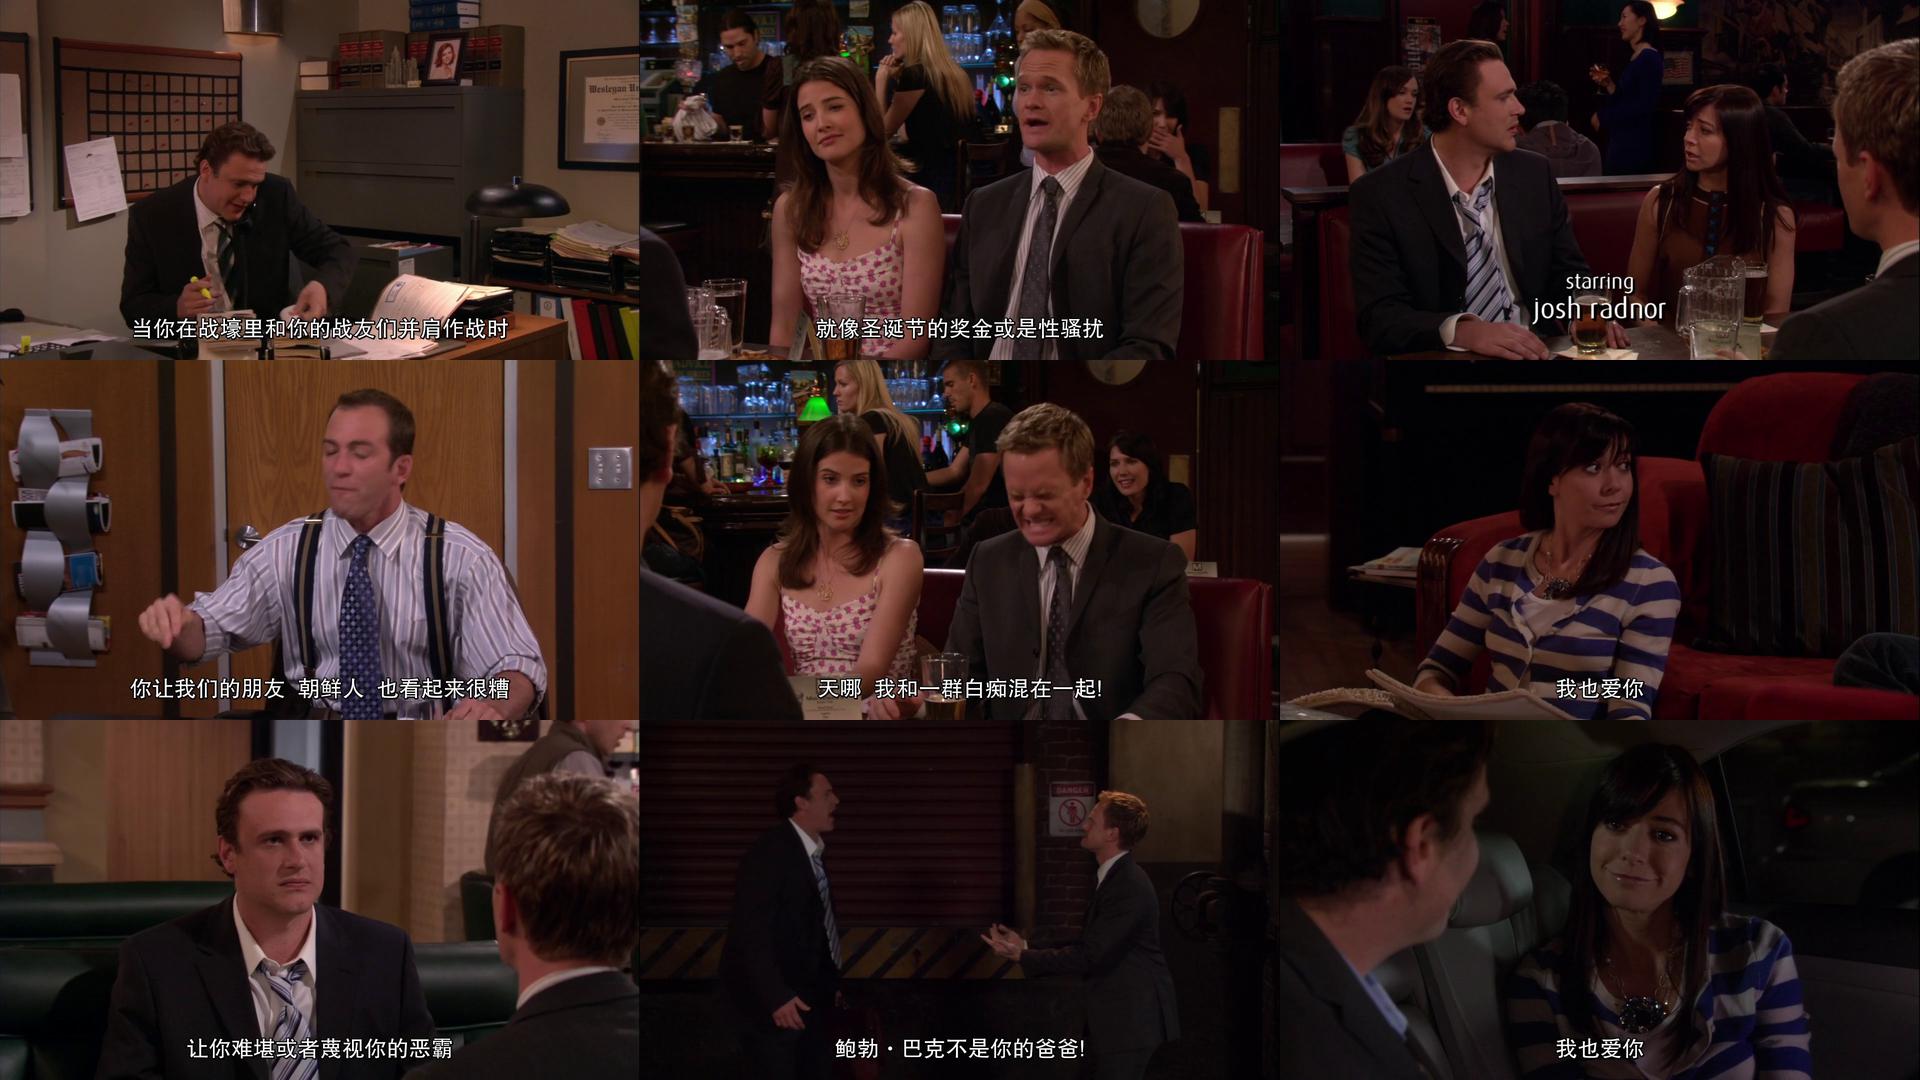 Wesleyan Un
当你在战壕里和你的战友们并肩作战时
就像圣诞节的奖金或是性骚扰
starring
josh radnor
你让我们的朋友 朝鲜人 也看起来很糟
天哪 我和一群白痴混在一起!
我也爱你
让你难堪或者蔑视你的恶霸
DANGER
鲍勃·巴克不是你的爸爸!
我也爱你